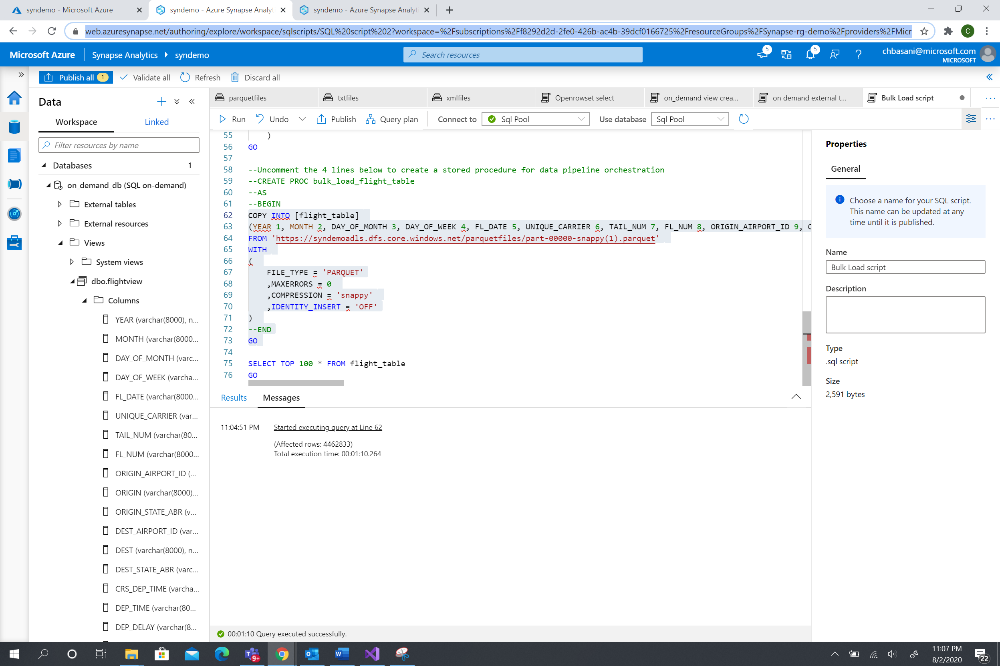 syndemo - Microsoft Azure
syndemo - Azure Synapse Analyt
syndemo - Azure Synapse Analyti
web.azuresynapse.net/authoring/explore/workspace/sqlscripts/SQL%20script%202?workspace=%2Fsubscriptions%2Ff8292d2d-2fe0-426b-ac4b-39dcf0166725%2FresourceGroups%2FSynapse-rg-demo%2Fproviders%2FMicr
C
Microsoft Azure
Synapse Analytics
syndemo
Search resources
5
5
chbasani@microsoft.com
MICROSOFT
Publish all 1
Validate all
Refresh
Discard all
Data
Workspace
Linked
Filter resources by name
Databases 1
on_demand_db (SQL on-demand)
External tables
External resources
Views
System views
dbo.flightview
Columns
YEAR (varchar(8000), n...
MONTH (varchar(8000...
DAY_OF_MONTH (varc...
DAY_OF_WEEK (varcha...
FL_DATE (varchar(8000...
UNIQUE_CARRIER (var...
TAIL_NUM (varchar(80...
FL_NUM (varchar(8000...
ORIGIN_AIRPORT_ID (...
ORIGIN (varchar(8000)...
ORIGIN_STATE_ABR (v...
DEST_AIRPORT_ID (var...
DEST (varchar(8000), n...
DEST_STATE_ABR (varc...
CRS_DEP_TIME (varcha...
DEP_TIME (varchar(80...
DEP_DELAY (varchar(8...
parquetfiles
txtfiles
xmlfiles
Openrowset select
on_demand view crea...
on demand external t...
Bulk Load script
Run
Undo
Publish
Query plan
Connect to
Sql Pool
Use database
Sql Pool
55 )
56 GO
57
58 --Uncomment the 4 lines below to create a stored procedure for data pipeline orchestration
59 --CREATE PROC bulk_load_flight_table
60 --AS
61 --BEGIN
62 COPY INTO [flight_table]
63 (YEAR 1, MONTH 2, DAY_OF_MONTH 3, DAY_OF_WEEK 4, FL_DATE 5, UNIQUE_CARRIER 6, TAIL_NUM 7, FL_NUM 8, ORIGIN_AIRPORT_ID 9,
64 FROM 'https://syndemoadls.dfs.core.windows.net/parquetfiles/part-00000-snappy(1).parquet'
65 WITH
66 (
67 FILE_TYPE = 'PARQUET'
68 ,MAXERRORS = 0
69 ,COMPRESSION = 'snappy'
70 ,IDENTITY_INSERT = 'OFF'
71 )
72 --END
73 GO
74
75 SELECT TOP 100 * FROM flight_table
76 GO
Results
Messages
11:04:51 PM
Started executing query at Line 62
(Affected rows: 4462833)
Total execution time: 00:01:10.264
00:01:10 Query executed successfully.
Properties
General
Choose a name for your SQL script.
This name can be updated at any
time until it is published.
Name
Bulk Load script
Description
Type
.sql script
Size
2,591 bytes
9+
11:07 PM
8/2/2020
22